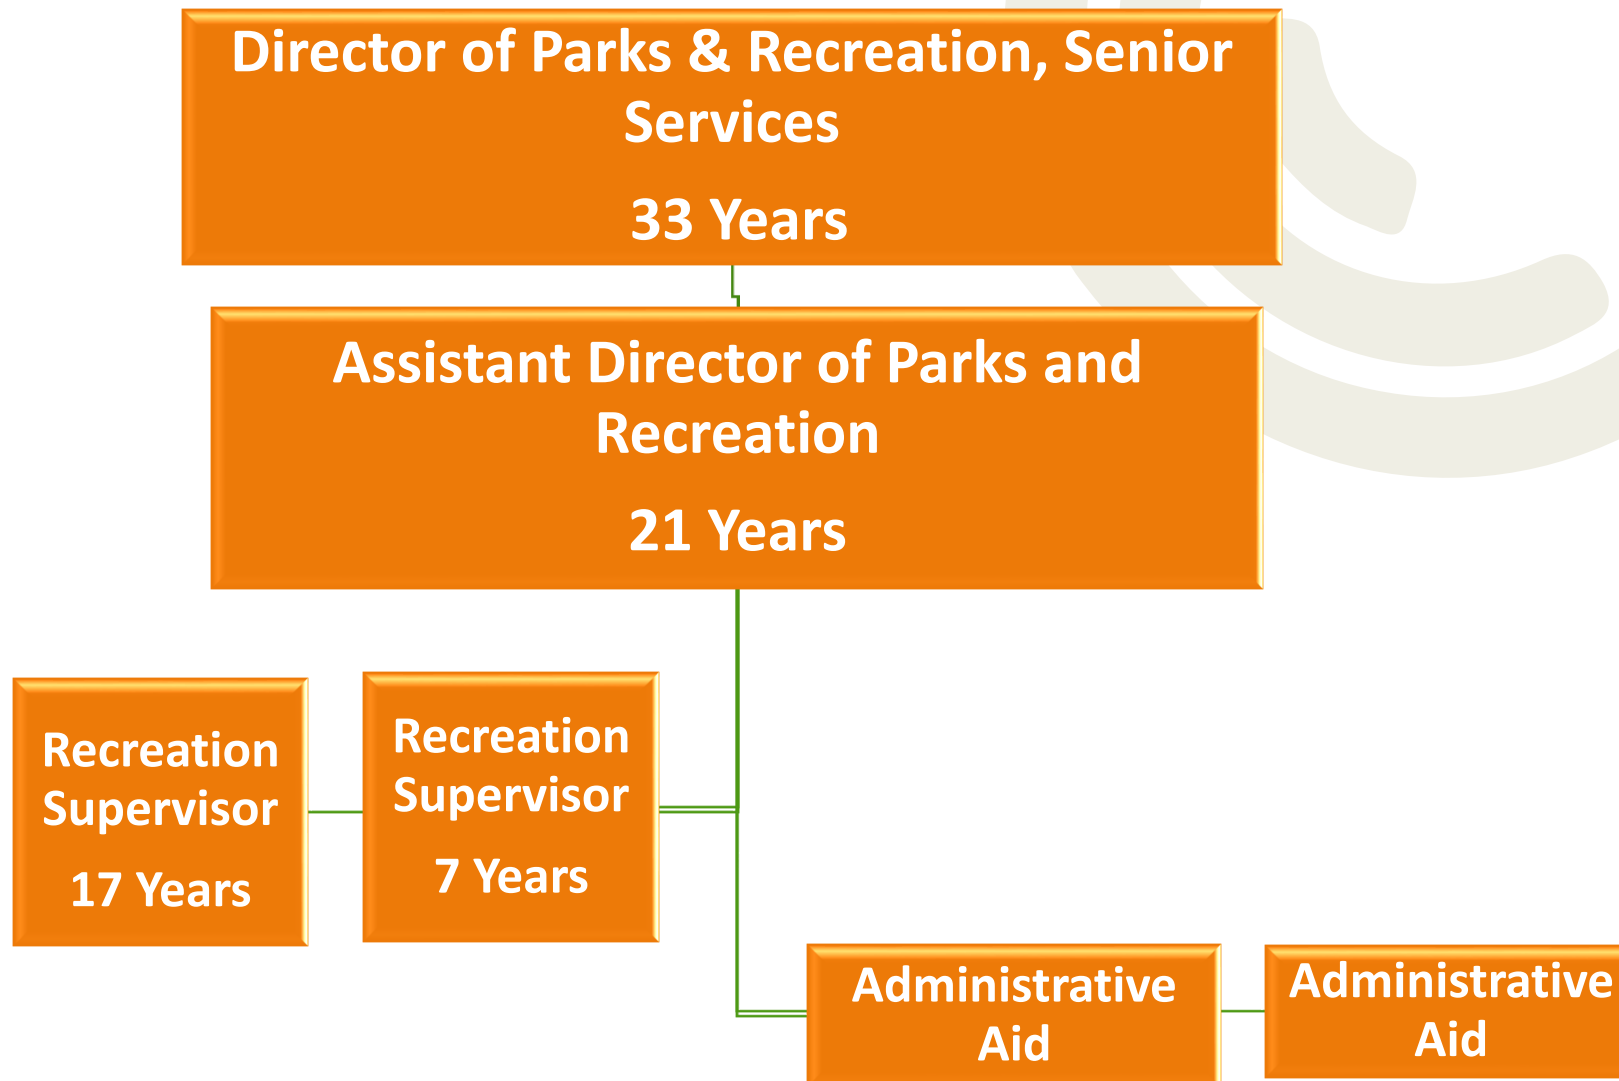 Director of Parks & Recreation, Senior
Services
33 Years
Assistant Director of Parks and
Recreation
21 Years
Recreation
Supervisor
17 Years
Recreation
Supervisor
7 Years
Administrative
Aid
Administrative
Aid